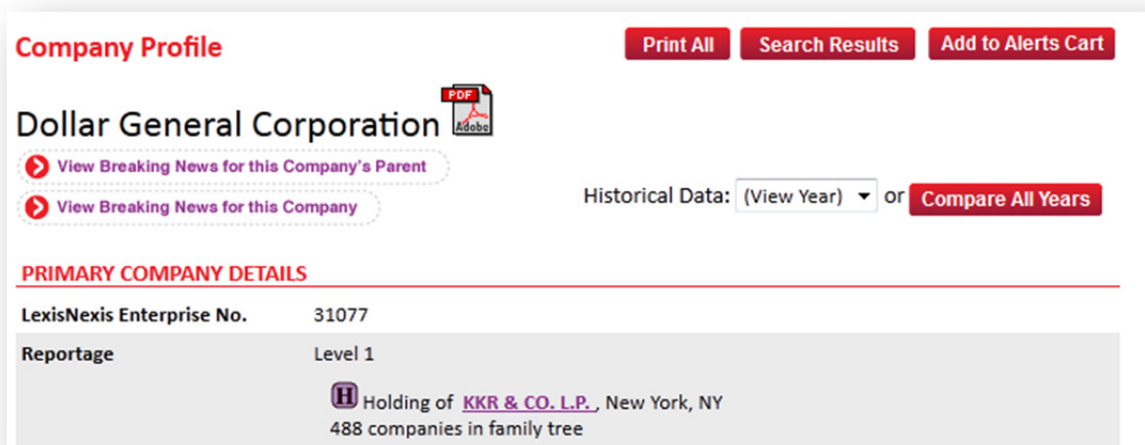 Company Profile
Print All
Search Results
Add to Alerts Cart
Dollar General Corporation
PDF
Adobe
View Breaking News for this Company's Parent
View Breaking News for this Company
Historical Data: (View Year) or Compare All Years
PRIMARY COMPANY DETAILS
LexisNexis Enterprise No. 31077
Reportage Level 1
H Holding of KKR & CO. L.P. , New York, NY
488 companies in family tree